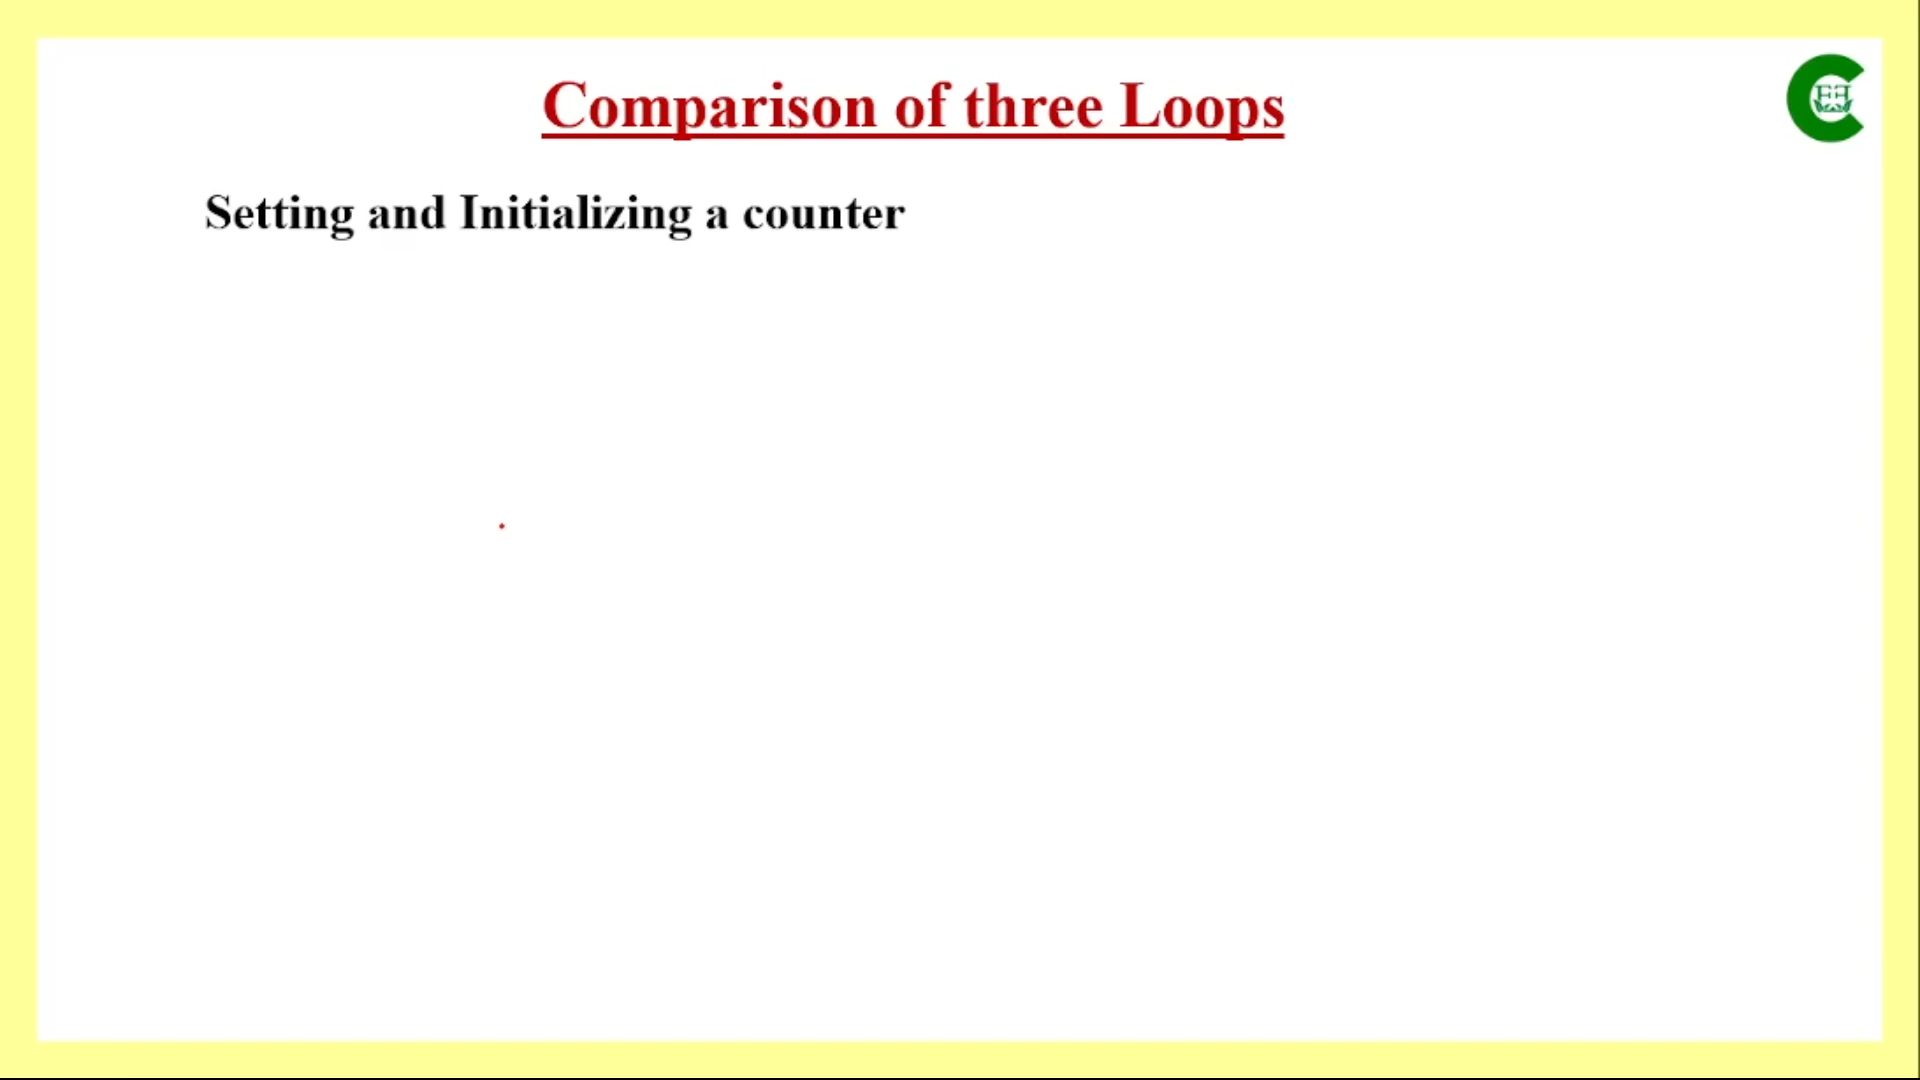 Comparison of three Loops
Setting and Initializing a counter